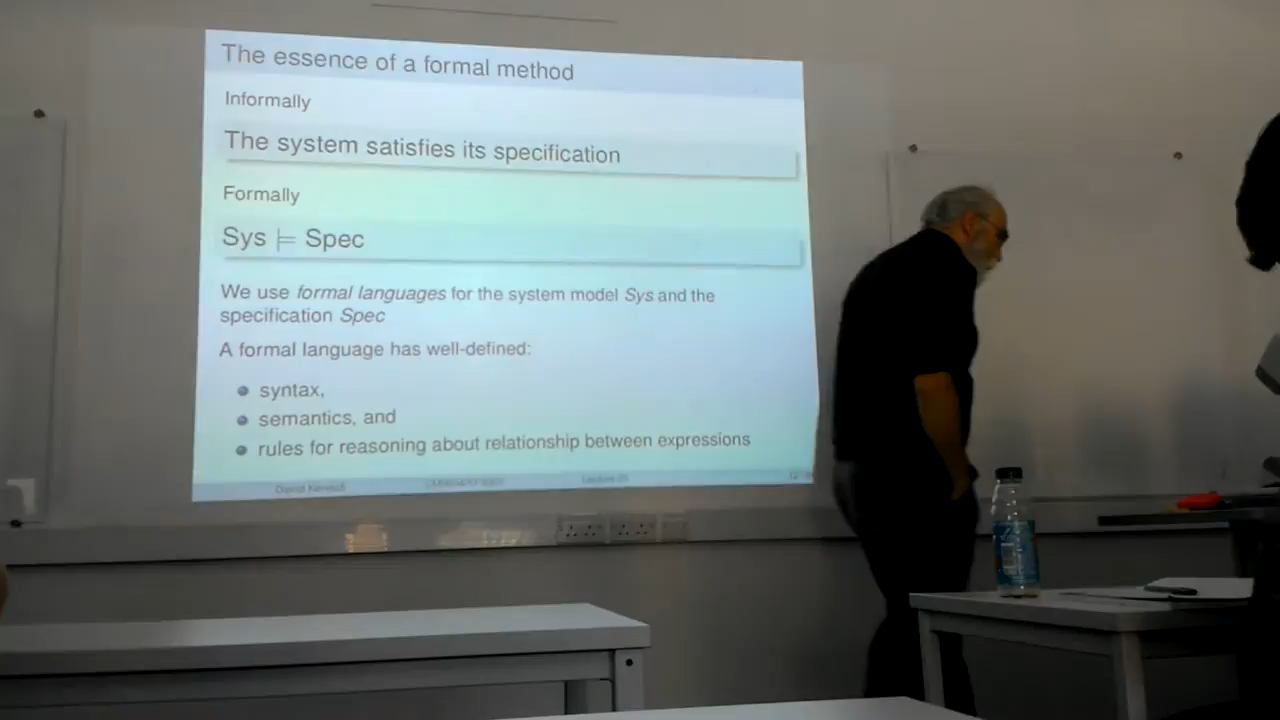 The essence of a formal method
Informally
The system satisfies its specification
Formally
Sys ⊨ Spec
We use formal languages for the system model Sys and the
specification Spec
A formal language has well-defined:
syntax,
semantics, and
rules for reasoning about relationship between expressions
David
Lecture